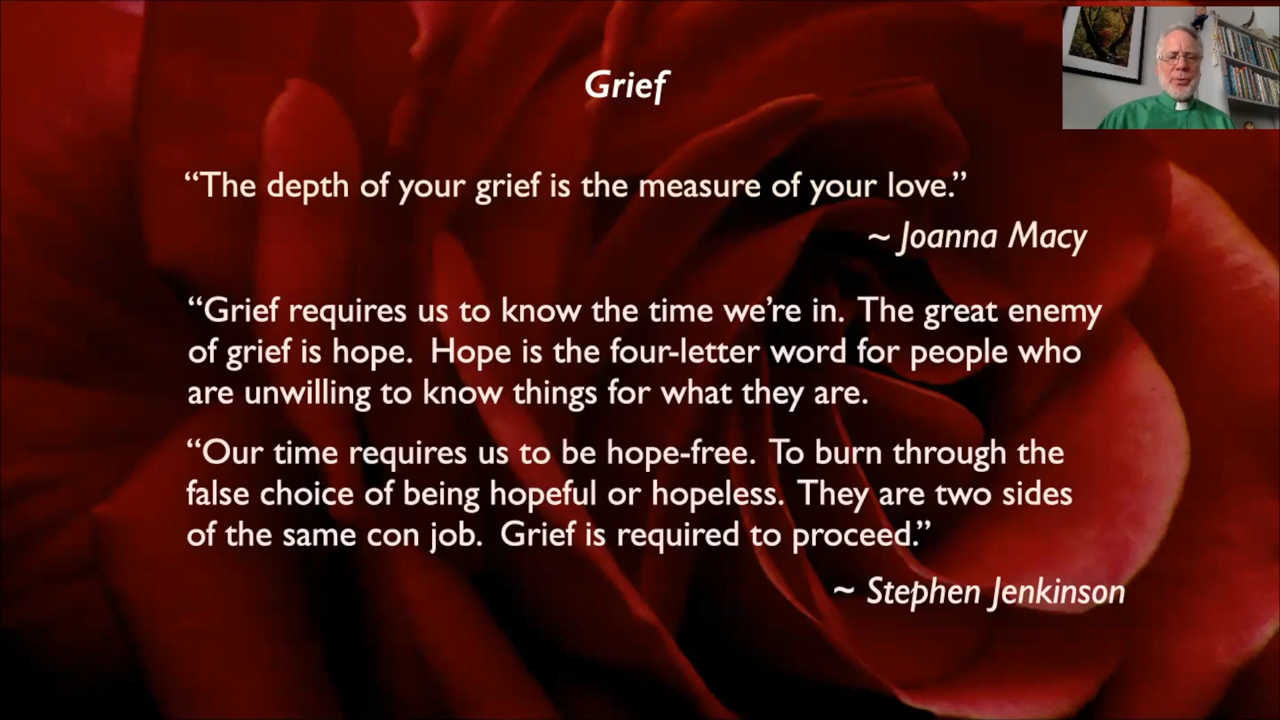 Grief
“The depth of your grief is the measure of your love.”
~ Joanna Macy
“Grief requires us to know the time we’re in. The great enemy
of grief is hope. Hope is the four-letter word for people who
are unwilling to know things for what they are.
“Our time requires us to be hope-free. To burn through the
false choice of being hopeful or hopeless. They are two sides
of the same con job. Grief is required to proceed.”
~ Stephen Jenkinson